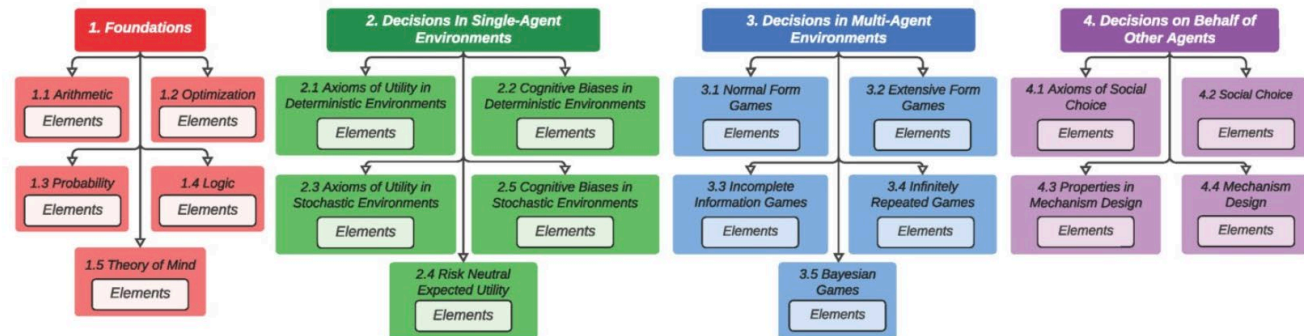 1. Foundations
1.1 Arithmetic
Elements
1.2 Optimization
Elements
1.3 Probability
Elements
1.4 Logic
Elements
1.5 Theory of Mind
Elements
2. Decisions In Single-Agent
Environments
2.1 Axioms of Utility in
Deterministic Environments
Elements
2.2 Cognitive Biases in
Deterministic Environments
Elements
2.3 Axioms of Utility in
Stochastic Environments
Elements
2.5 Cognitive Biases in
Stochastic Environments
Elements
2.4 Risk Neutral
Expected Utility
Elements
3. Decisions in Multi-Agent
Environments
3.1 Normal Form
Games
Elements
3.2 Extensive Form
Games
Elements
3.3 Incomplete
Information Games
Elements
3.4 Infinitely
Repeated Games
Elements
3.5 Bayesian
Games
Elements
4. Decisions on Behalf of
Other Agents
4.1 Axioms of Social
Choice
Elements
4.2 Social Choice
Elements
4.3 Properties in
Mechanism Design
Elements
4.4 Mechanism
Design
Elements